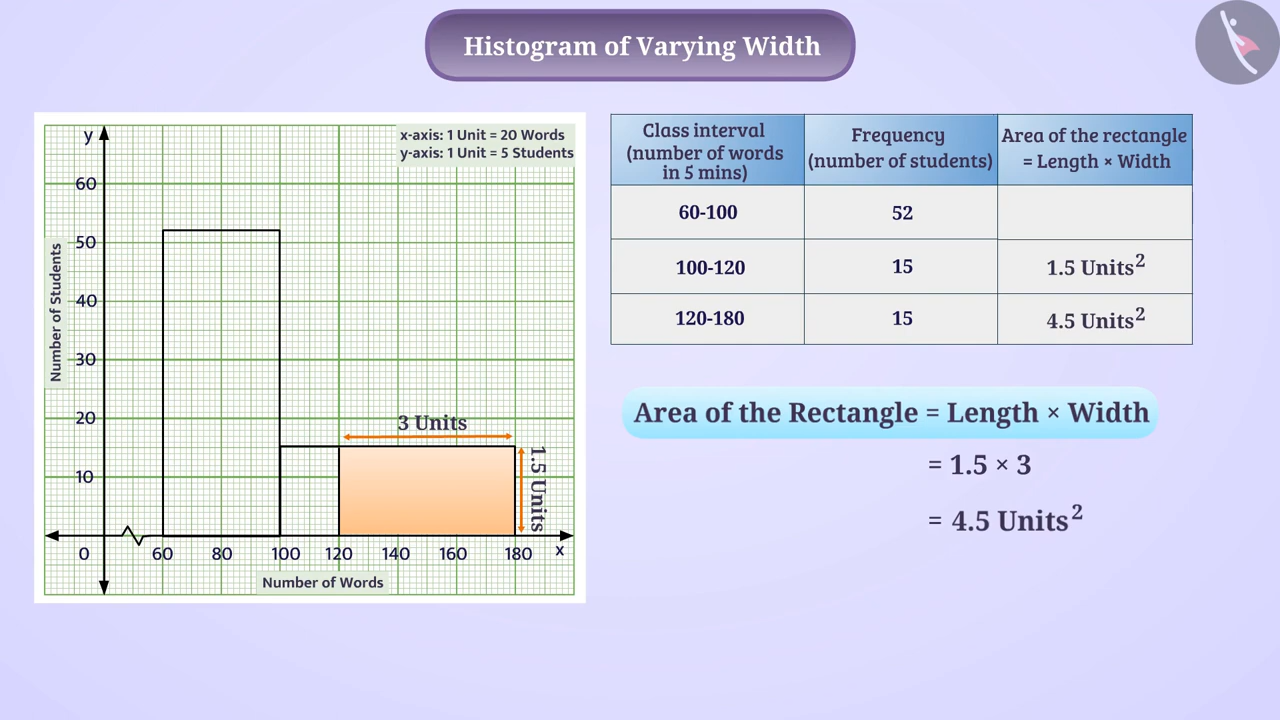 Histogram of Varying Width
y
x-axis: 1 Unit = 20 Words
y-axis: 1 Unit = 5 Students
60
50
40
30
20
10
Number of Students
3 Units
1.5 Units
0 60 80 100 120 140 160 180 x
Number of Words
Class interval
(number of words
in 5 mins)
Frequency
(number of students)
Area of the rectangle
= Length × Width
60-100 52
100-120 15 1.5 Units²
120-180 15 4.5 Units²
Area of the Rectangle = Length × Width
= 1.5 × 3
= 4.5 Units²